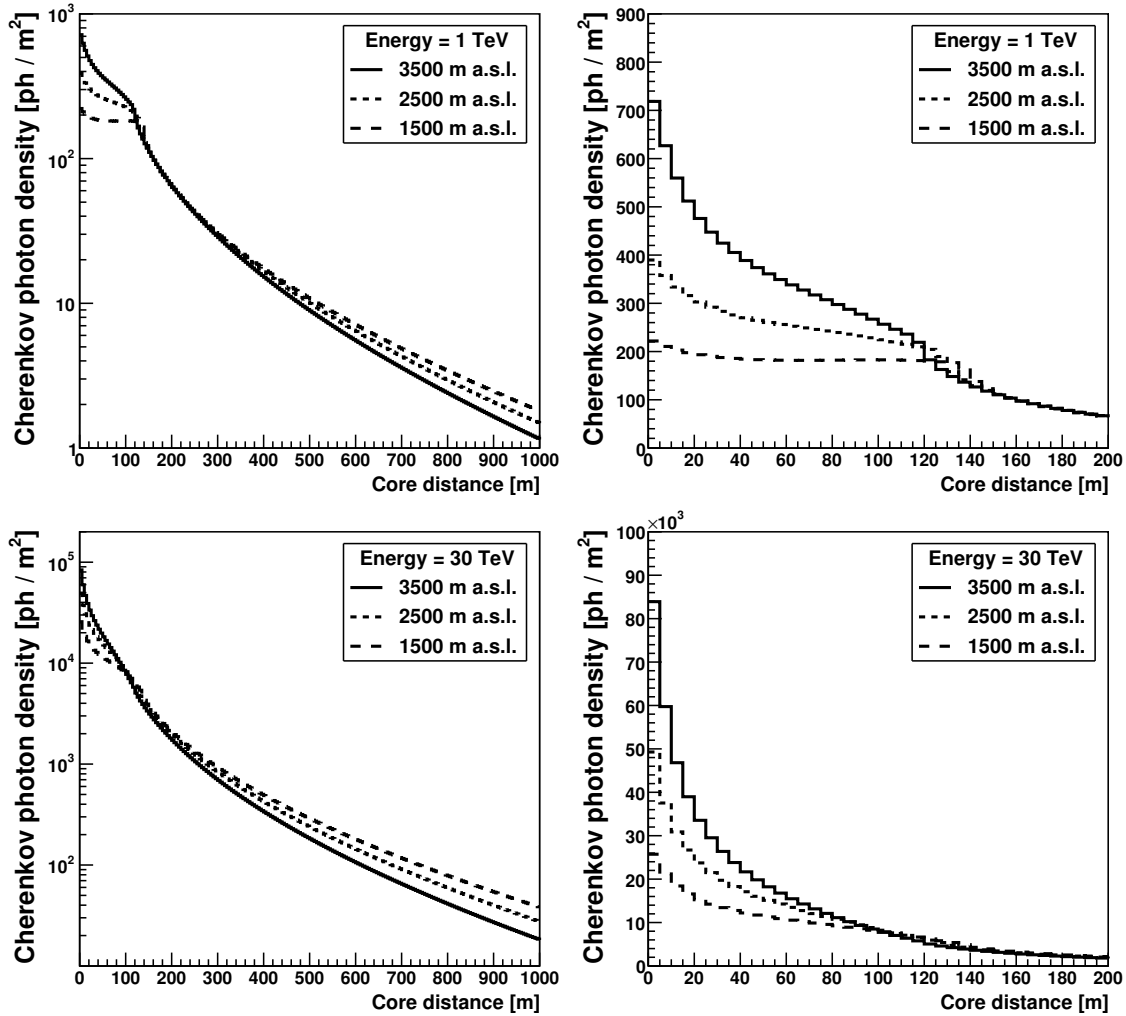 Cherenkov photon density [ph / m²]
10³
10²
10
1
Energy = 1 TeV
3500 m a.s.l.
2500 m a.s.l.
1500 m a.s.l.
0 100 200 300 400 500 600 700 800 900 1000
Core distance [m]
Cherenkov photon density [ph / m²]
900
800
700
600
500
400
300
200
100
0
Energy = 1 TeV
3500 m a.s.l.
2500 m a.s.l.
1500 m a.s.l.
0 20 40 60 80 100 120 140 160 180 200
Core distance [m]
Cherenkov photon density [ph / m²]
10⁵
10⁴
10³
10²
Energy = 30 TeV
3500 m a.s.l.
2500 m a.s.l.
1500 m a.s.l.
0 100 200 300 400 500 600 700 800 900 1000
Core distance [m]
Cherenkov photon density [ph / m²]
×10³
100
90
80
70
60
50
40
30
20
10
0
Energy = 30 TeV
3500 m a.s.l.
2500 m a.s.l.
1500 m a.s.l.
0 20 40 60 80 100 120 140 160 180 200
Core distance [m]